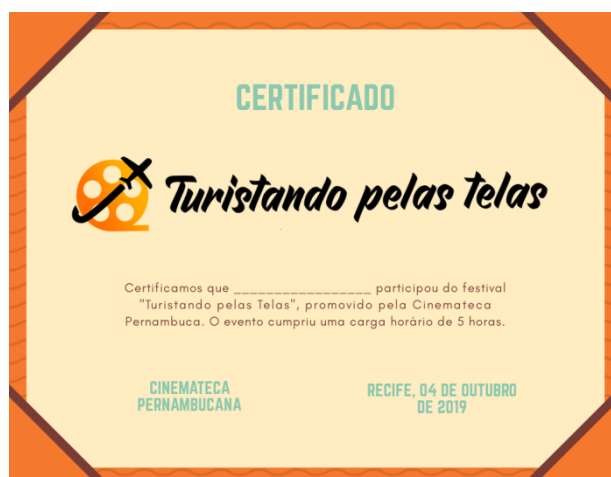 CERTIFICADO
Turistando pelas telas
Certificamos que _________________ participou do festival
"Turistando pelas Telas", promovido pela Cinemateca
Pernambuca. O evento cumpriu uma carga horário de 5 horas.
CINEMATECA
PERNAMBUCANA
RECIFE, 04 DE OUTUBRO
DE 2019